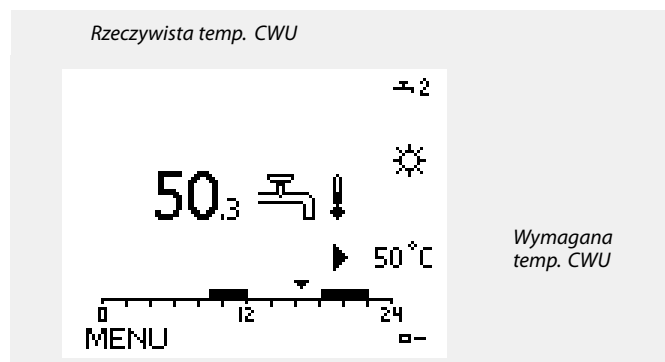 Rzeczywista temp. CWU
2
50.3
50°C
Wymagana
temp. CWU
0 12 24
MENU